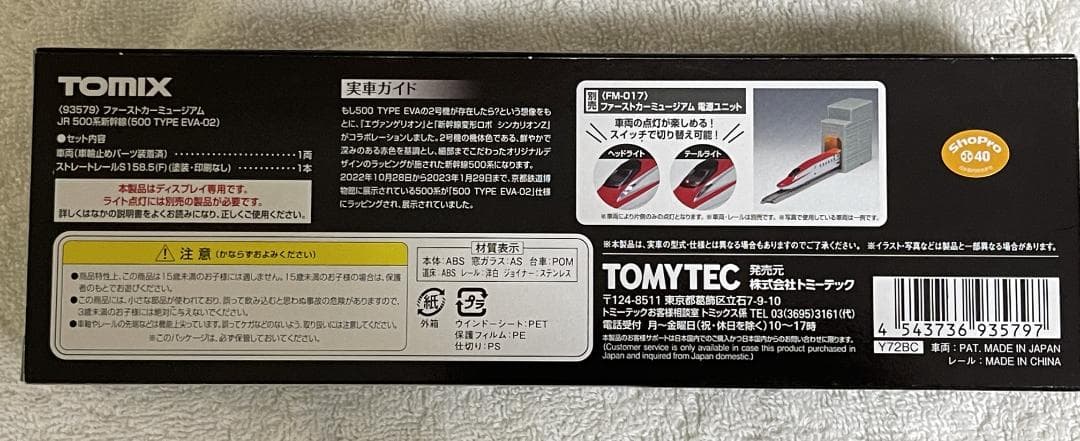 TOMIX
〈93579〉ファーストカーミュージアム
JR 500系新幹線(500 TYPE EVA-02)
●セット内容
車両(車輪止めパーツ装着済)‥‥‥1両
ストレートレールS158.5(F)(塗装・印刷なし)‥‥‥1本
本製品はディスプレイ専用です。
ライト点灯には別売の製品が必要です。
詳しくはなかの説明書をよくお読みになり、正しくご使用ください。
実車ガイド
もし500 TYPE EVAの2号機が存在したら?という想像をも
とに、『エヴァンゲリオン』と『新幹線変形ロボ シンカリオンZ』
がコラボレーションしました。2号機の機体色である、鮮やかで
深みのある赤色を基調とし、細部までこだわったオリジナルデ
ザインのラッピングが施された新幹線500系になります。
2022年10月28日から2023年1月29日まで、京都鉄道博
物館に展示されている500系が「500 TYPE EVA-02」仕様
にラッピングされ、展示されていました。
別売
〈FM-017〉
ファーストカーミュージアム 電源ユニット
車両の点灯が楽しめる!
スイッチで切り替え可能!
ヘッドライト
テールライト
※車両により片側のみの点灯となります。※車両・レールは別売です。※写真で使用している車両は一例です。
ShoPro
40
注意(かならずおよみください)
●商品特性上、この商品は15歳未満のお子様には適しません。15歳未満のお子様の場合は、保護
者のもとでお遊びください。
●この商品には、小さな部品が使われており、誤って飲み込むと思わぬ事故の危険がありますので、
3歳未満のお子様には絶対に与えないでください。
●車輪やレールの先端などは機能上尖っています。誤ってケガなどのないよう、取り扱いには注意してください。
※このパッケージは、必ず保管しておいてください。
材質表示
本体:ABS 窓ガラス:AS 台車:POM
道床:ABS レール:洋白 ジョイナー:ステンレス
紙
外箱
プラ
ウインドーシート:PET
保護フィルム:PE
仕切り:PS
※本製品は、実車の型式・仕様とは異なる場合もありますのでご了承ください。 ※イラスト・写真などは製品と一部異なる場合があります。
TOMYTEC 発売元
株式会社トミーテック
〒124-8511 東京都葛飾区立石7-9-10
トミーテックお客様相談室 トミックス係 TEL 03(3695)3161(代)
電話受付 月〜金曜日(祝・休日を除く)10〜17時
本製品のお客様サポートは日本国内でのご購入かつ日本国内からのお問い合わせに限ります。
(Customer service is only available in case this product purchased in
Japan and inquired from Japan domestic.)
4 543736 935797
Y72BC
車両:PAT. MADE IN JAPAN
レール:MADE IN CHINA